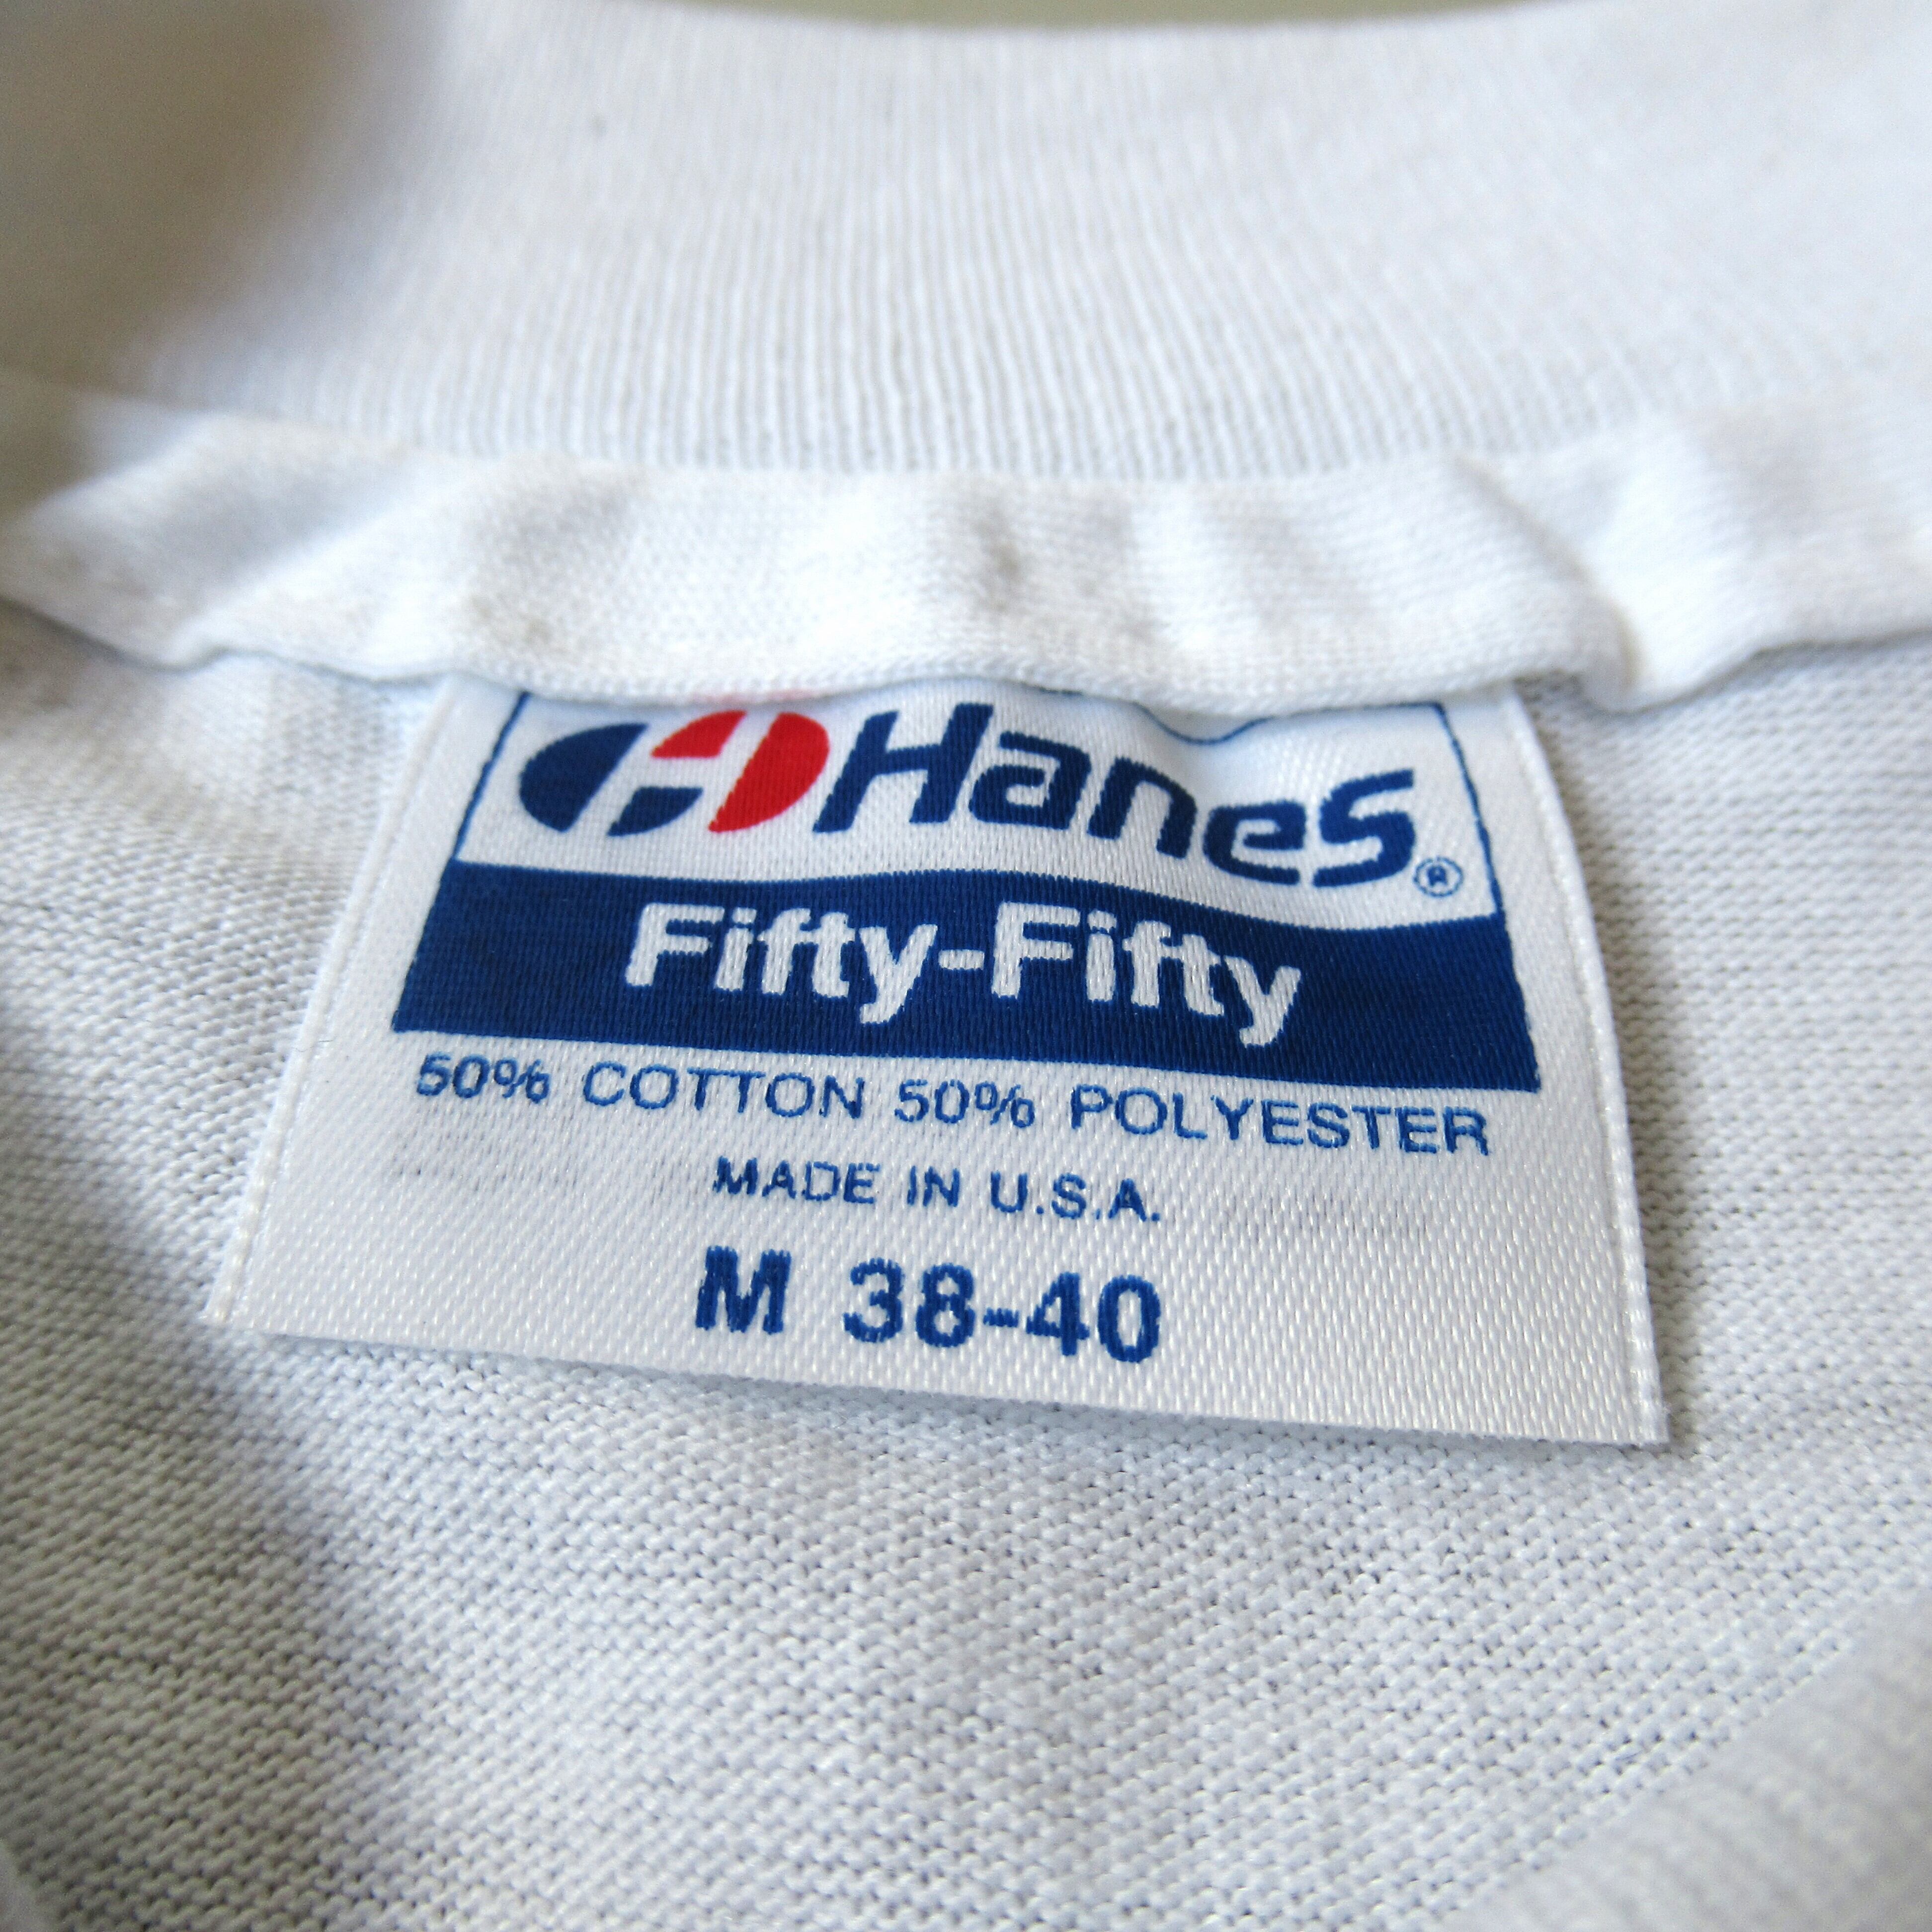 Hanes®
Fifty-Fifty
50% COTTON 50% POLYESTER
MADE IN U.S.A.
M 38-40